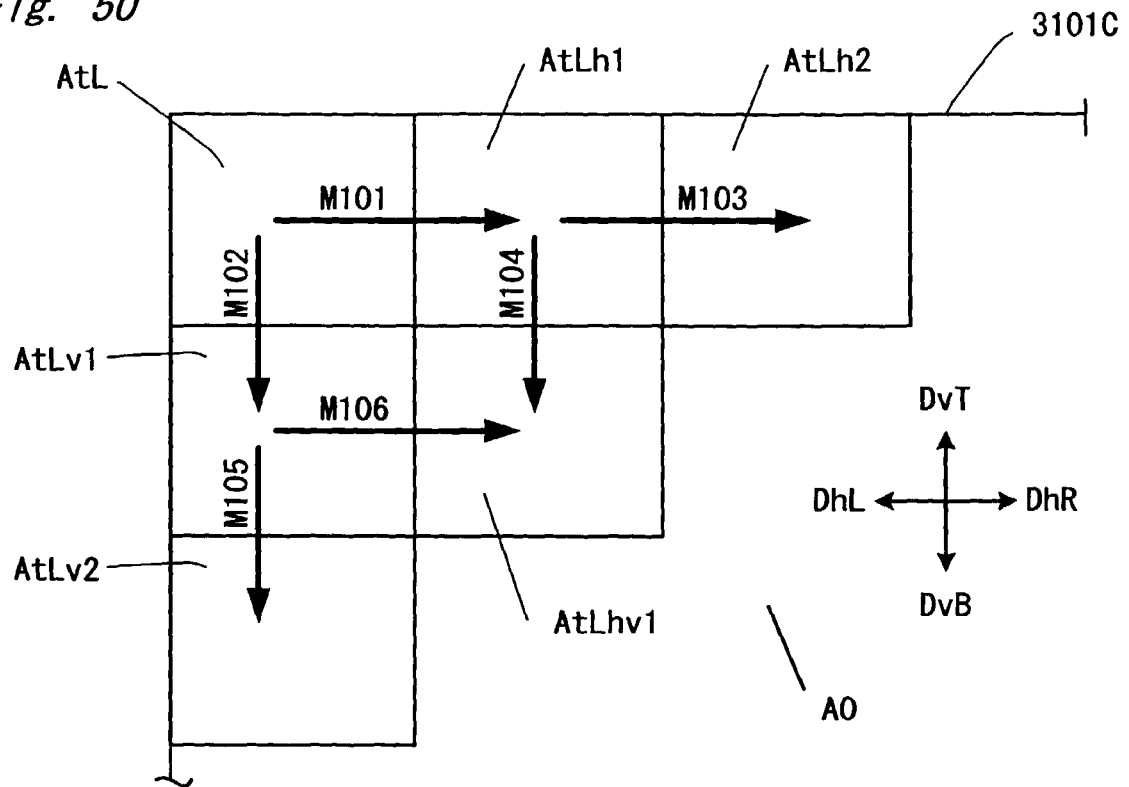 Fig. 50
3101C
AtL
AtLh1
AtLh2
M101
M103
M102
M104
AtLv1
M106
DvT
M105
DhL
DhR
AtLv2
DvB
AtLhv1
A0